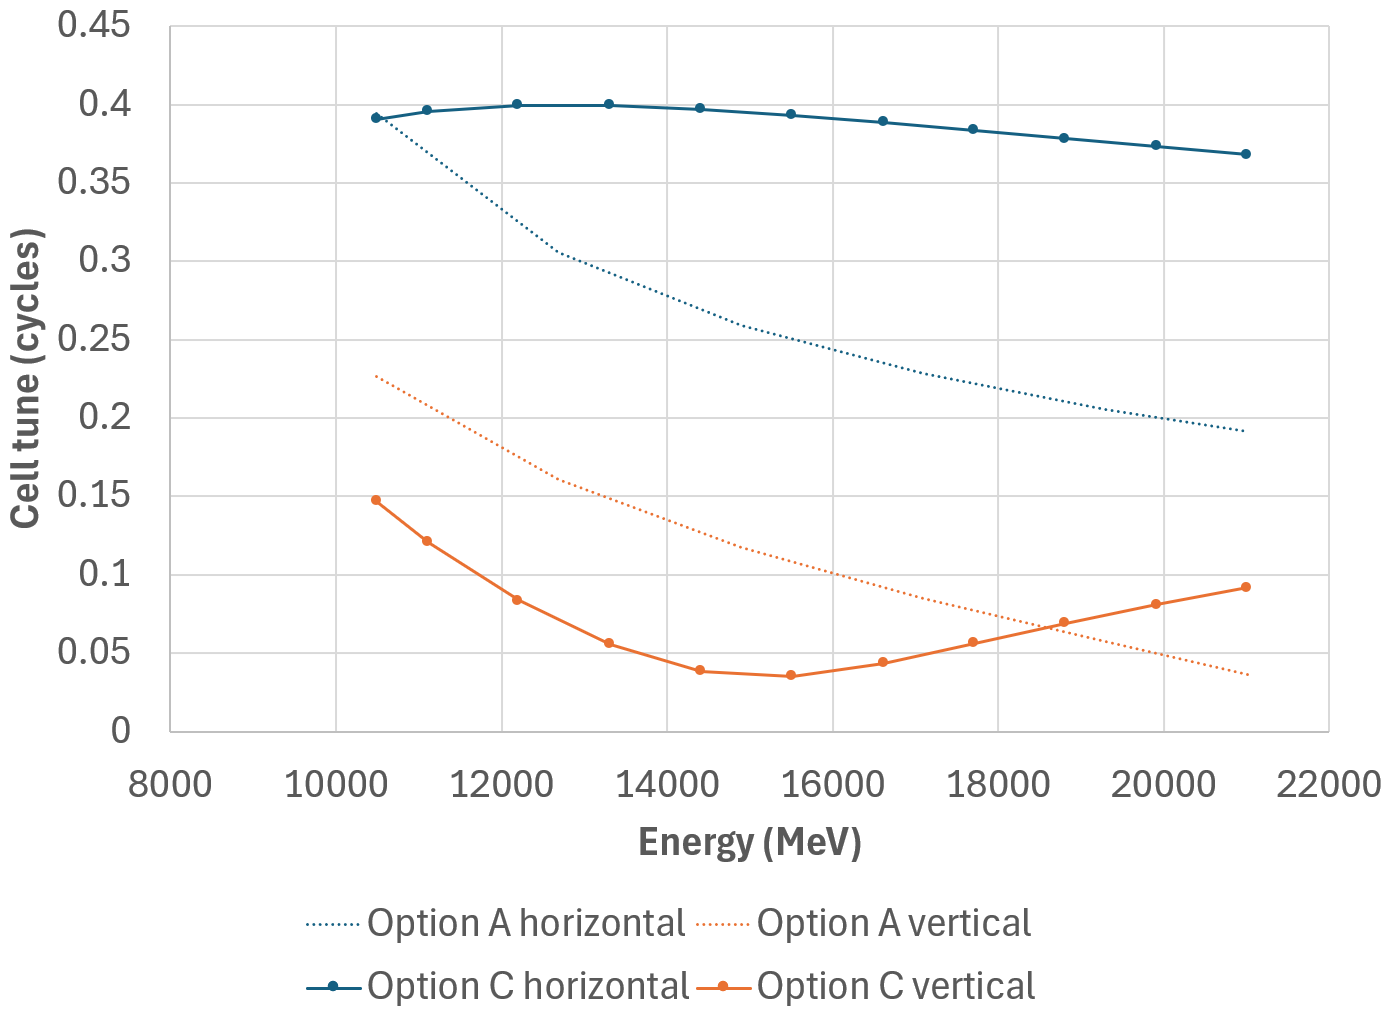 0.45
0.4
0.35
0.3
0.25
0.2
0.15
0.1
0.05
0
Cell tune (cycles)
8000 10000 12000 14000 16000 18000 20000 22000
Energy (MeV)
Option A horizontal Option A vertical
Option C horizontal Option C vertical